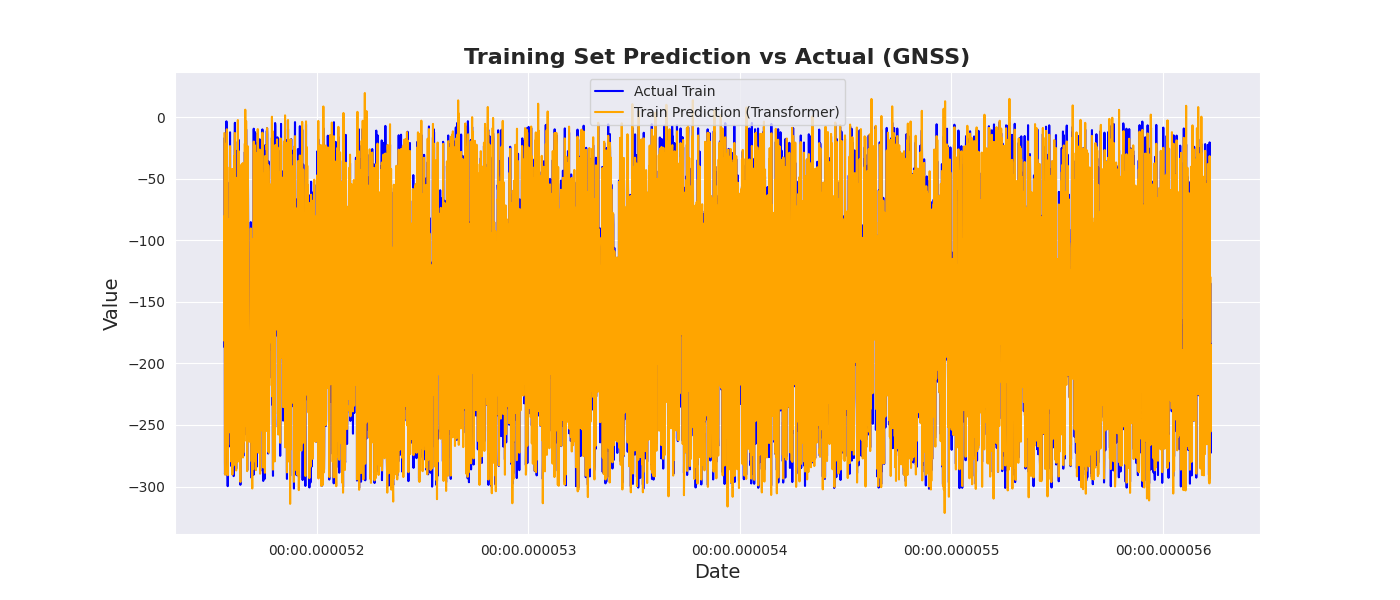 Training Set Prediction vs Actual (GNSS)
Actual Train
Train Prediction (Transformer)
0
−50
−100
−150
−200
−250
−300
Value
00:00.000052 00:00.000053 00:00.000054 00:00.000055 00:00.000056
Date